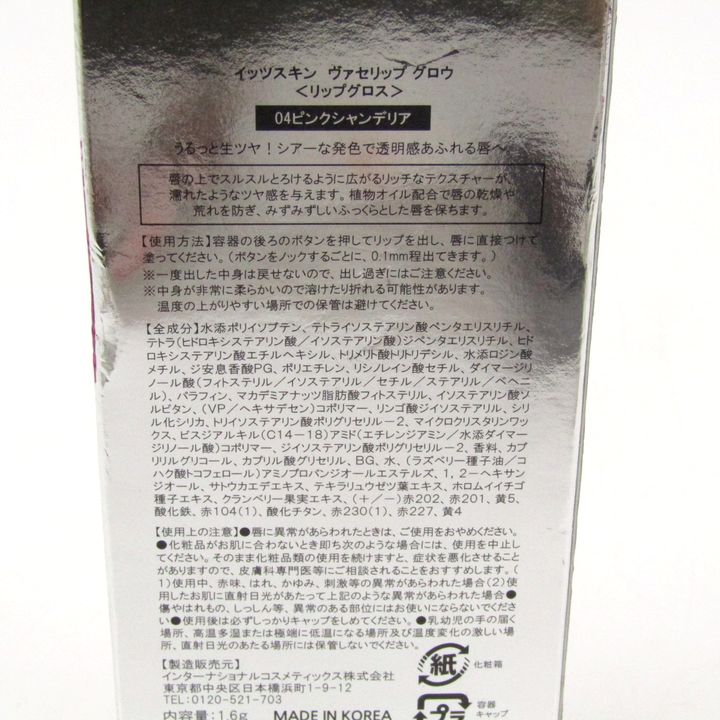 イッツスキン ヴァセリップ グロウ
＜リップグロス＞
04ピンクシャンデリア
うるっと生ツヤ！シアーな発色で透明感あふれる唇へ
唇の上でスルスルとろけるように広がるリッチなテクスチャーが、
濡れたようなツヤ感を与えます。植物オイル配合で唇の乾燥や
荒れを防ぎ、みずみずしいふっくらとした唇を保ちます。
【使用方法】容器の後ろのボタンを押してリップを出し、唇に直接つけて
塗ってください。（ボタンをノックするごとに、0.1mm程出てきます。）
※一度出した中身は戻せないので、出し過ぎにはご注意ください。
※中身が非常に柔らかいので溶けたり折れる可能性があります。
温度の上がりやすい場所での保管は避けてください。
【全成分】水添ポリイソブテン、テトライソステアリン酸ペンタエリスリチル、
テトラ（ヒドロキシステアリン酸／イソステアリン酸）ジペンタエリスリチル、ヒド
ロキシステアリン酸エチルヘキシル、トリメリト酸トリトリデシル、水添ロジン酸
メチル、ジ安息香酸PG、ポリエチレン、リシノレイン酸セチル、ダイマージリ
ノール酸（フィトステリル／イソステアリル／セチル／ステアリル／ベヘニ
ル）、パラフィン、マカデミアナッツ脂肪酸フィトステリル、イソステアリン酸ソ
ルビタン、（VP／ヘキサデセン）コポリマー、リンゴ酸ジイソステアリル、シリ
ル化シリカ、トリイソステアリン酸ポリグリセリル－2、マイクロクリスタリンワッ
クス、ビスジアルキル（C14－18）アミド（エチレンジアミン／水添ダイマー
ジリノール酸）コポリマー、ジイソステアリン酸ポリグリセリル－2、香料、カプ
リリルグリコール、カプリル酸グリセリル、BG、水、（ラズベリー種子油／コ
ハク酸トコフェロール）アミノプロパンジオールエステルズ、1，2－ヘキサン
ジオール、サトウカエデエキス、テキラリュウゼツ葉エキス、ホロムイイチゴ
種子エキス、クランベリー果実エキス、（＋／－）赤202、赤201、黄5、
酸化鉄、赤104(1)、酸化チタン、赤230(1)、赤227、黄4
【使用上の注意】●唇に異常があらわれたときは、ご使用をおやめください。
●化粧品がお肌に合わないとき即ち次のような場合には、使用を中止し
てください。そのまま化粧品類の使用を続けますと、症状を悪化させること
がありますので、皮膚科専門医等にご相談されることをおすすめします。（
1)使用中、赤味、はれ、かゆみ、刺激等の異常があらわれた場合(2)使
用したお肌に直射日光があたって上記のような異常があらわれた場合●
傷やはれもの、しっしん等、異常のある部位にはお使いにならないでくださ
い●使用後は必ずしっかりキャップをしめてください。●乳幼児の手の届く
場所、高温多湿または極端に低温になる場所及び温度変化の激しい場
所、直射日光のあたる場所には保管しないでください。
【製造販売元】
インターナショナルコスメティックス株式会社
東京都中央区日本橋浜町1-9-12
TEL:0120-521-703
内容量:1.6g MADE IN KOREA
紙 化粧箱
プラ 容器
キャップ